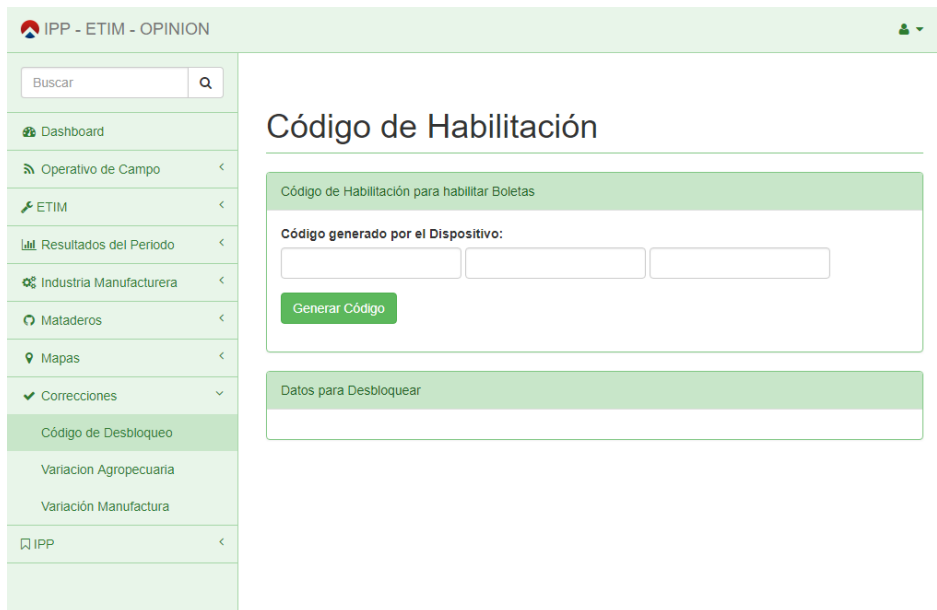 IPP - ETIM - OPINION
Buscar
Dashboard
Operativo de Campo
ETIM
Resultados del Periodo
Industria Manufacturera
Mataderos
Mapas
Correcciones
Código de Desbloqueo
Variacion Agropecuaria
Variación Manufactura
IPP
Código de Habilitación
Código de Habilitación para habilitar Boletas
Código generado por el Dispositivo:
Generar Código
Datos para Desbloquear